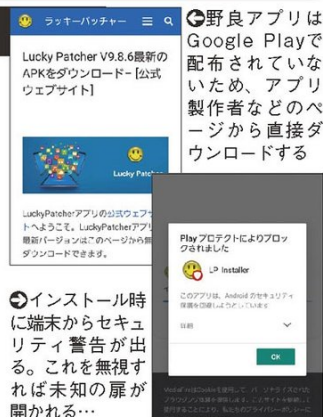 ラッキーパッチャー
Lucky Patcher V9.8.6最新の
APKをダウンロード- [公式
ウェブサイト]
Lucky Patcher
LuckyPatcherアプリの公式ウェブサ
トへようこそ。LuckyPatcherアプリ
最新バージョンはこのページから無
ダウンロードできます。
野良アプリは
Google Playで
配布されていな
いため、アプリ
製作者などのペ
ージから直接ダ
ウンロードする
Play プロテクトによりブロッ
クされました
LP Installer
このアプリは、Android のセキュリティ
保護を回避しようとしています
詳細
OK
インストール時
に端末からセキュ
リティ警告が出
る。これを無視す
れば未知の扉が
開かれる…